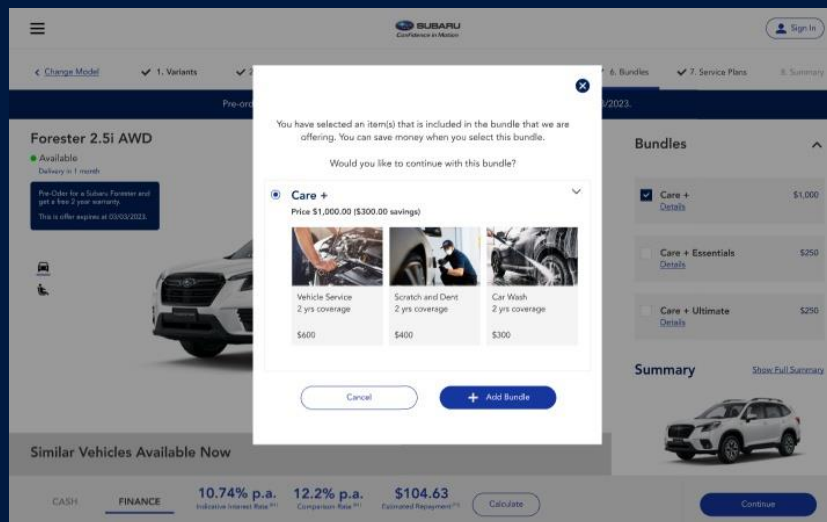 SUBARU
Confidence in Motion
Sign In
Change Model
1. Variants
2
6. Bundles
7. Service Plans
8. Summary
Pre-ord
/2023.
Forester 2.5i AWD
Available
Delivery in 1 month
Pre-Oder for a Subaru Forester and
get a free 2 year warranty.
This is offer expires at 03/03/2023.
You have selected an item(s) that is included in the bundle that we are
offering. You can save money when you select this bundle.
Would you like to continue with this bundle?
Care +
Price $1,000.00 ($300.00 savings)
Vehicle Service
2 yrs coverage
$600
Scratch and Dent
2 yrs coverage
$400
Car Wash
2 yrs coverage
$300
Cancel
+ Add Bundle
Bundles
Care +
$1,000
Details
Care + Essentials
$250
Details
Care + Ultimate
$250
Details
Summary
Show Full Summary
Similar Vehicles Available Now
CASH
FINANCE
10.74% p.a.
Indicative Interest Rate
12.2% p.a.
Comparison Rate
$104.63
Estimated Repayment
Calculate
Continue